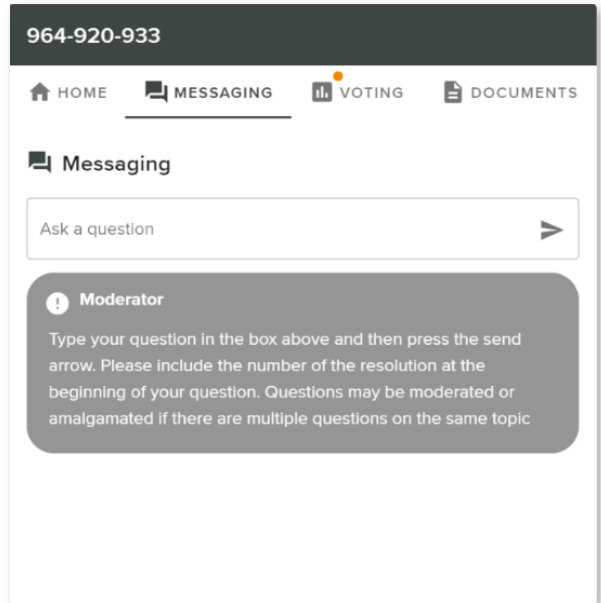 964-920-933
HOME MESSAGING VOTING DOCUMENTS
Messaging
Ask a question
Moderator
Type your question in the box above and then press the send
arrow. Please include the number of the resolution at the
beginning of your question. Questions may be moderated or
amalgamated if there are multiple questions on the same topic